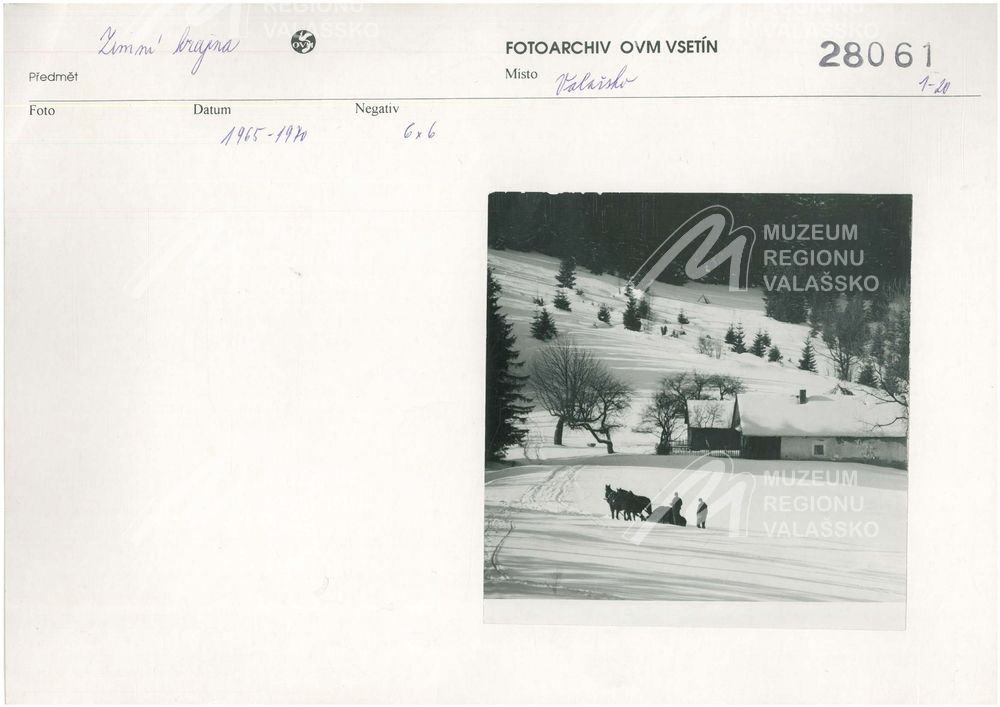 Zimní krajina
OVM
FOTOARCHIV OVM VSETÍN
28061
Předmět
Místo Valašsko
1-20
Foto
Datum
Negativ
1965-1970
6x6
MUZEUM
REGIONU
VALAŠSKO
MUZEUM
REGIONU
VALAŠSKO